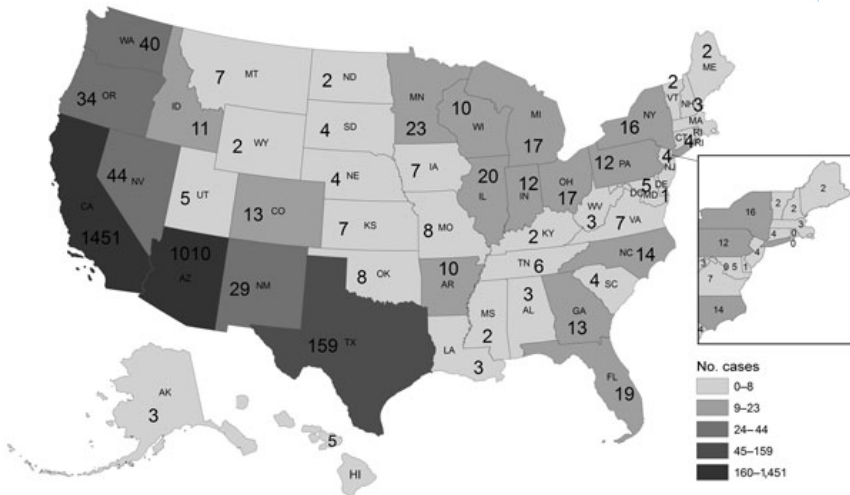 WA 40
7 MT
2 ND
2
ME
34 OR
ID
11
MN
23
10
WI
MI
17
2
VT
NH 3
NY
16
MA
RI
CT 4 RI
2 WY
4 SD
4 NE
7 IA
20
IL
12
IN
OH
17
12 PA
4
NJ
5 DE
DC MD 1
44 NV
5 UT
13 CO
7 KS
8 MO
2 KY
WV
3
7 VA
CA
1451
1010
AZ
29 NM
8 OK
10
AR
TN 6
NC 14
4
SC
159 TX
LA
3
MS
2
3
AL
GA
13
FL
19
AK
3
5
HI
16
2
2
2
3
12
4
0
0
4
3
9 5 1
7
14
4
No. cases
0–8
9–23
24–44
45–159
160–1,451